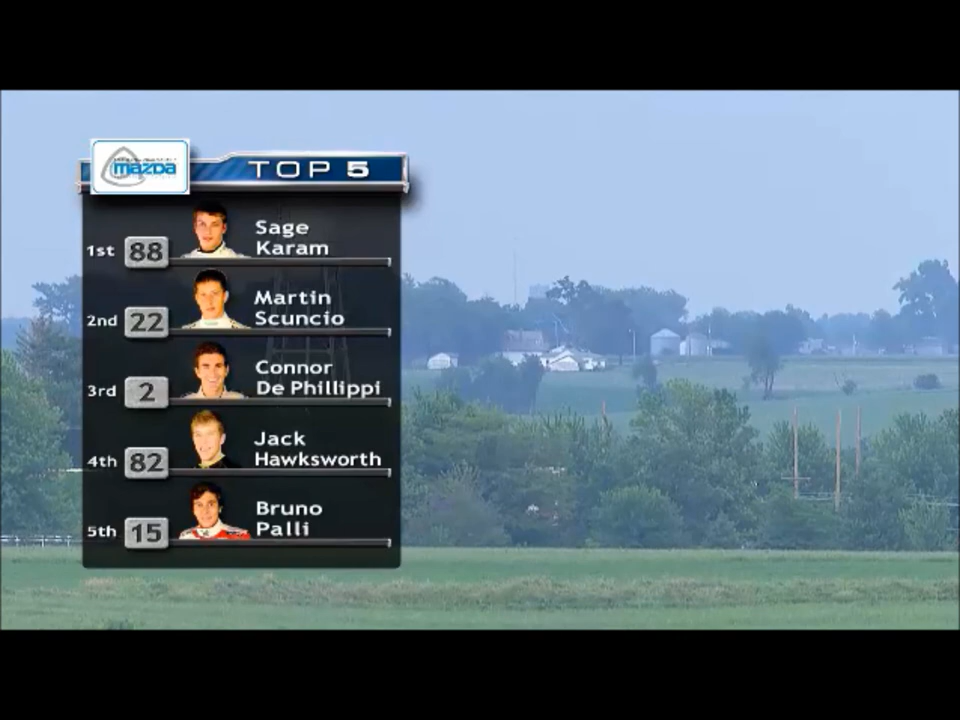 mazda
TOP 5
1st 88 Sage
Karam
2nd 22 Martin
Scuncio
3rd 2 Connor
De Phillippi
4th 82 Jack
Hawksworth
5th 15 Bruno
Palli